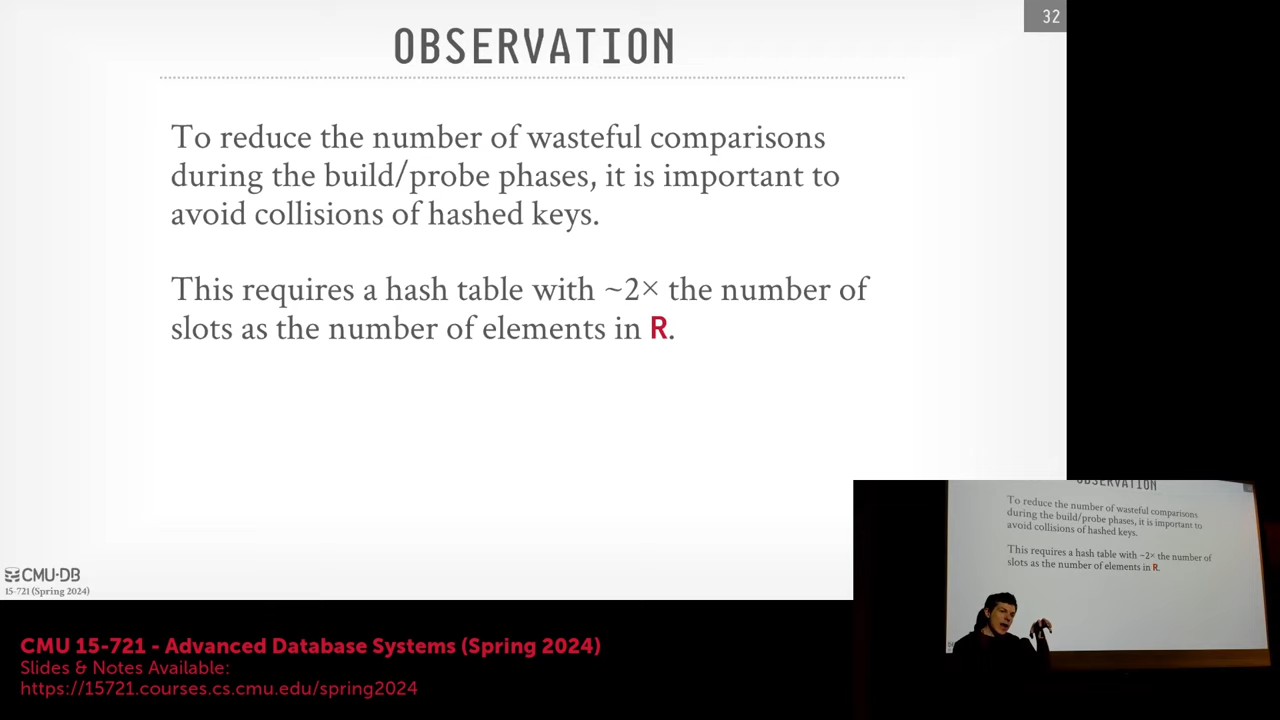 32
OBSERVATION
To reduce the number of wasteful comparisons
during the build/probe phases, it is important to
avoid collisions of hashed keys.
This requires a hash table with ~2× the number of
slots as the number of elements in R.
CMU·DB
15-721 (Spring 2024)
OBSERVATION
To reduce the number of wasteful comparisons
during the build/probe phases, it is important to
avoid collisions of hashed keys.
This requires a hash table with ~2× the number of
slots as the number of elements in R.
CMU 15-721 - Advanced Database Systems (Spring 2024)
Slides & Notes Available:
https://15721.courses.cs.cmu.edu/spring2024